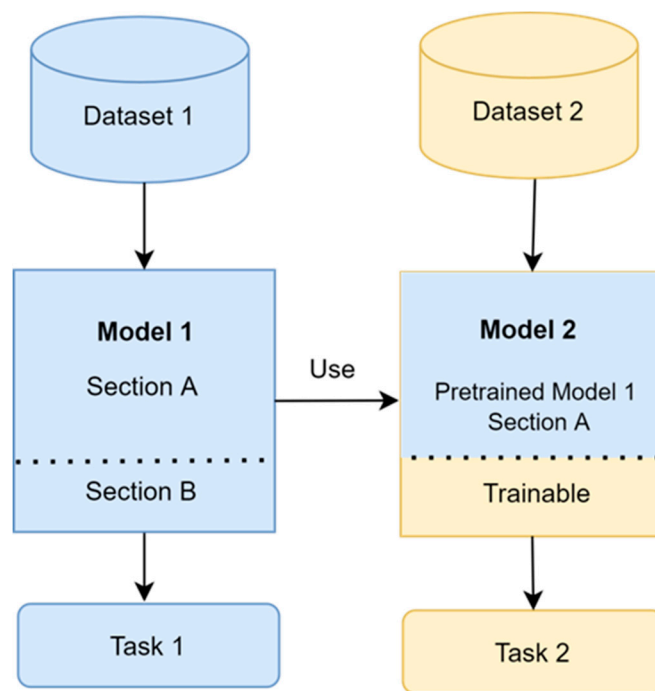 Dataset 1
Dataset 2
Model 1
Section A
Section B
Use
Model 2
Pretrained Model 1
Section A
Trainable
Task 1
Task 2